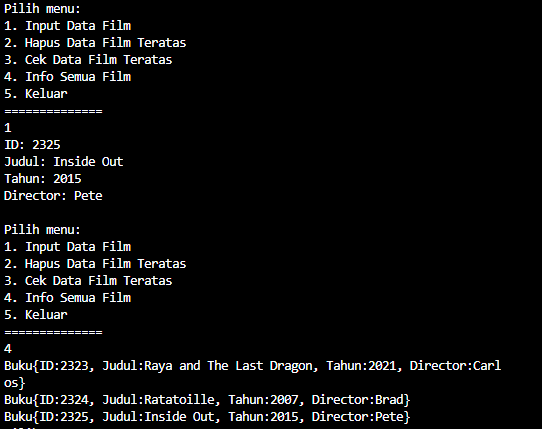 Pilih menu:
1. Input Data Film
2. Hapus Data Film Teratas
3. Cek Data Film Teratas
4. Info Semua Film
5. Keluar
==============
1
ID: 2325
Judul: Inside Out
Tahun: 2015
Director: Pete

Pilih menu:
1. Input Data Film
2. Hapus Data Film Teratas
3. Cek Data Film Teratas
4. Info Semua Film
5. Keluar
==============
4
Buku{ID:2323, Judul:Raya and The Last Dragon, Tahun:2021, Director:Carl
os}
Buku{ID:2324, Judul:Ratatoille, Tahun:2007, Director:Brad}
Buku{ID:2325, Judul:Inside Out, Tahun:2015, Director:Pete}